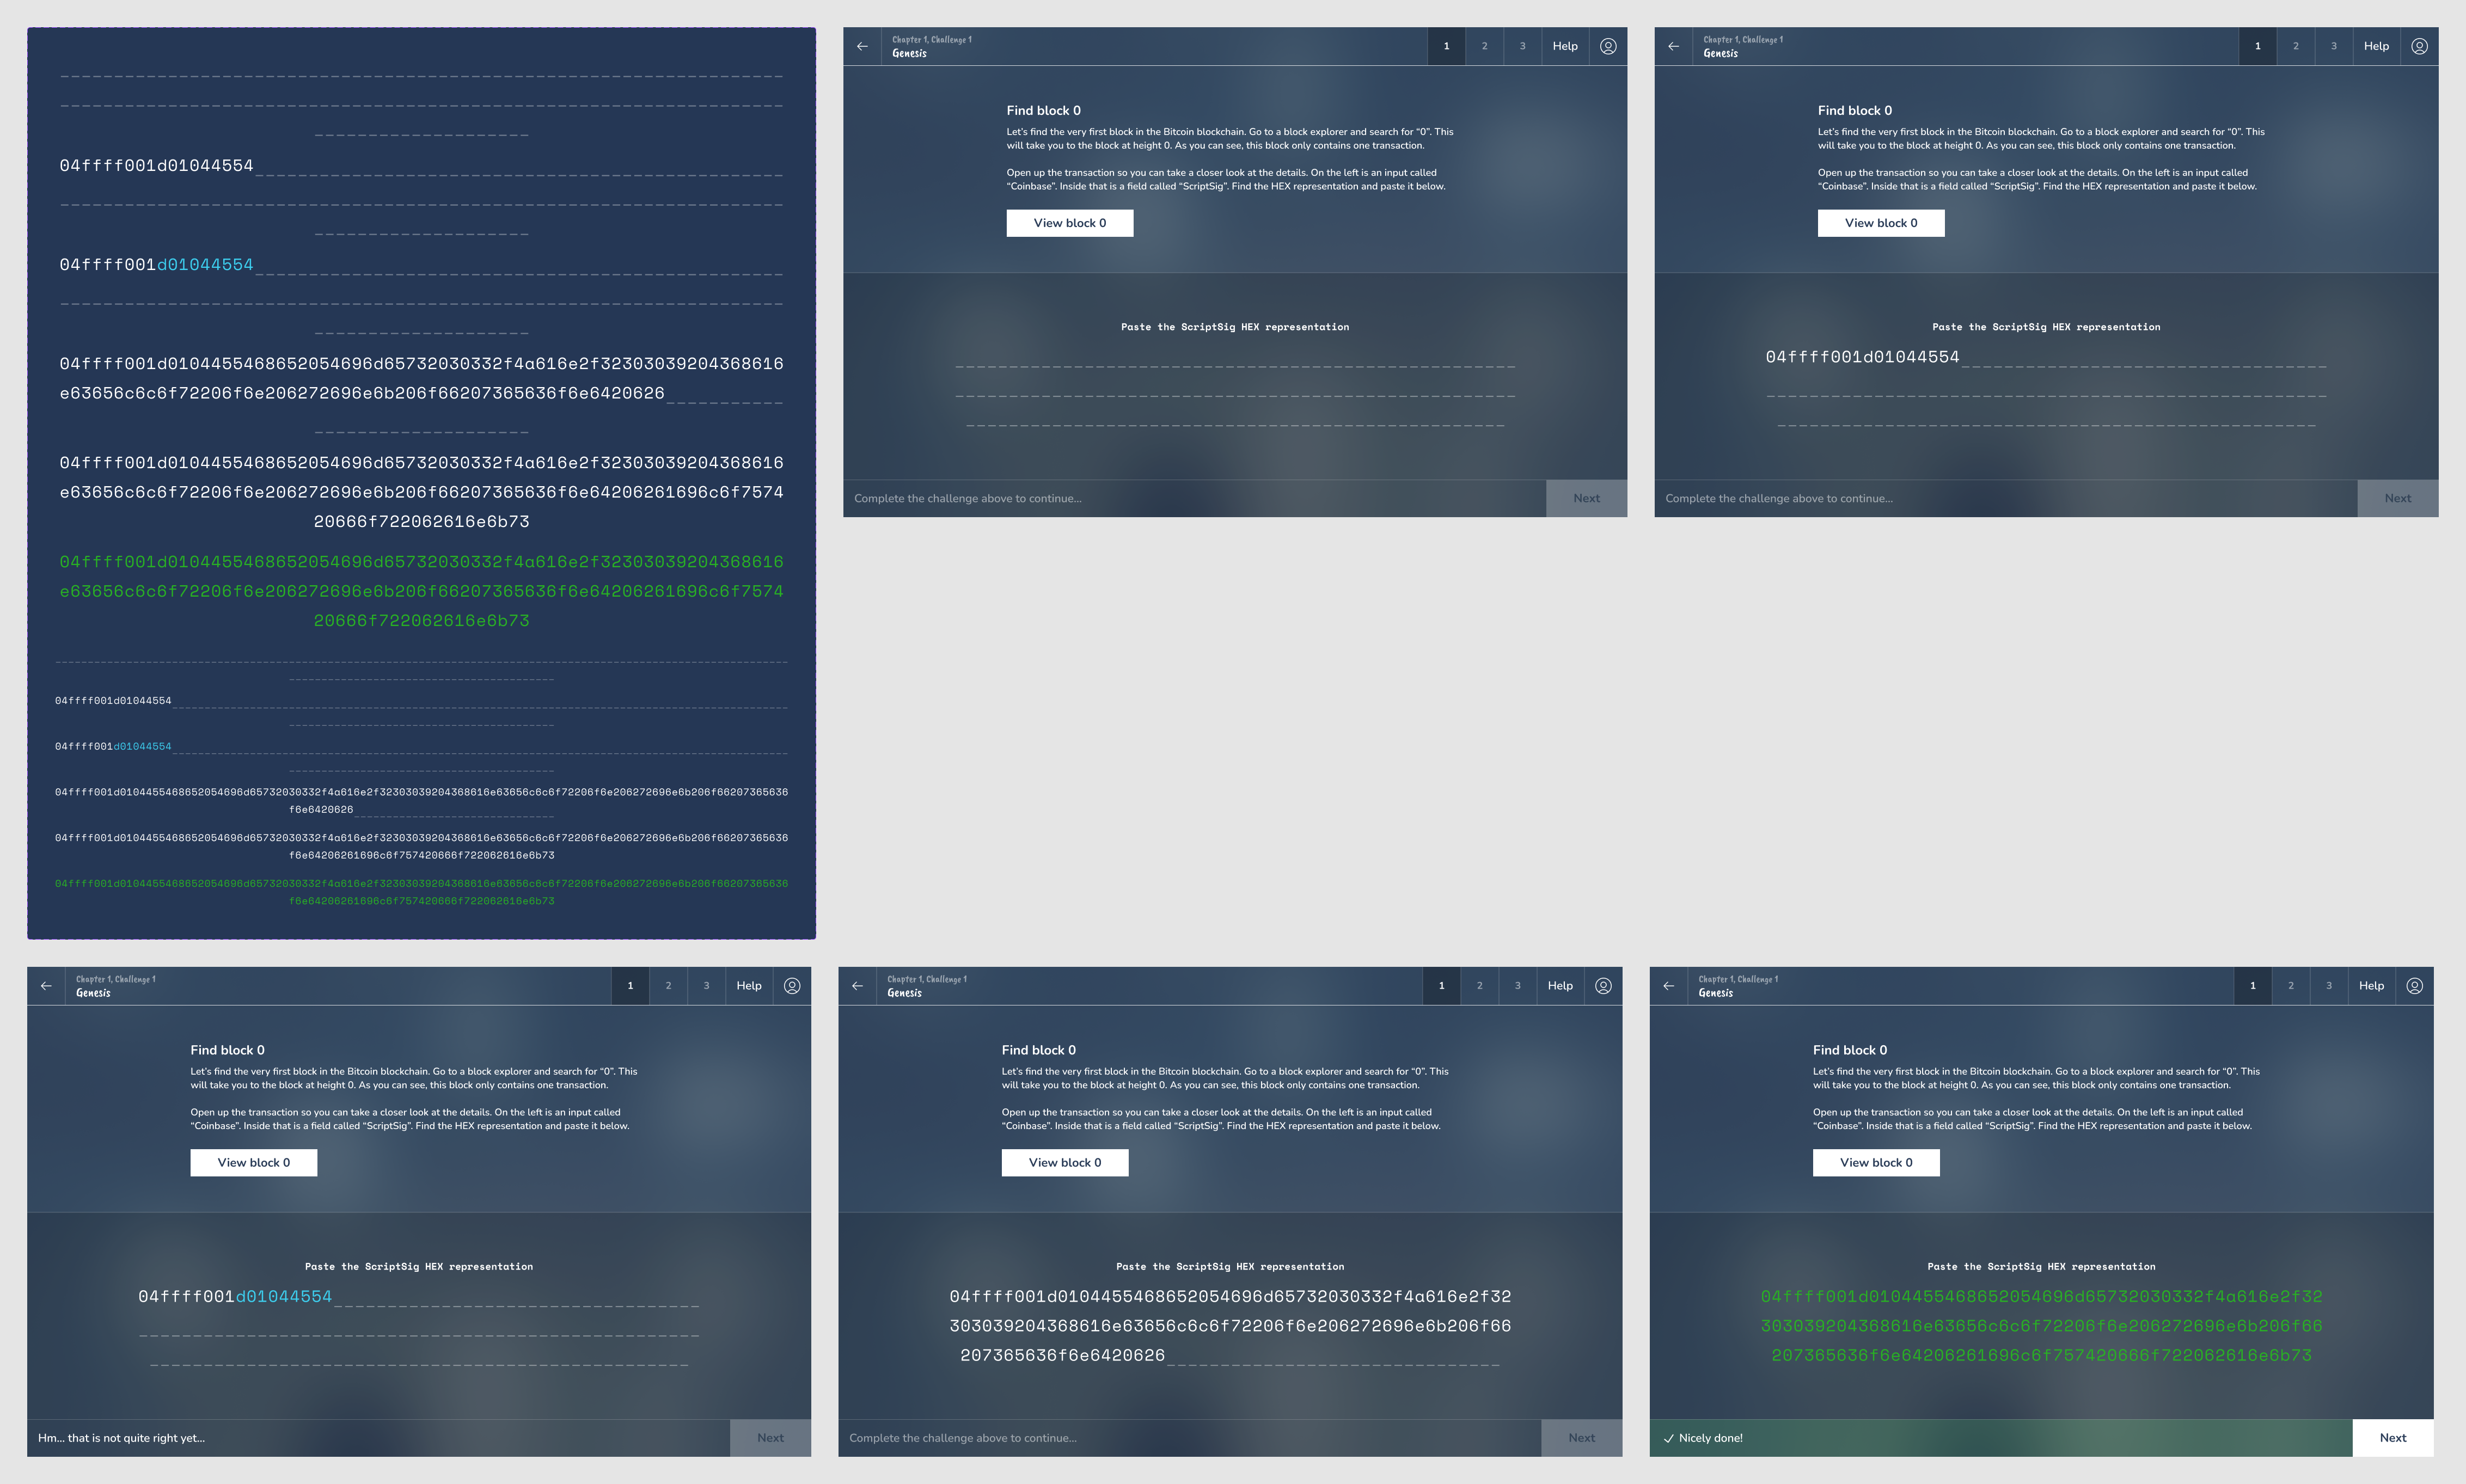 04ffff001d01044554
04ffff001d01044554
04ffff001d0104455468652054696d65732030332f4a616e2f32303039204368616
e63656c6c6f72206f6e206272696e6b206f66207365636f6e6420626
04ffff001d0104455468652054696d65732030332f4a616e2f32303039204368616
e63656c6c6f72206f6e206272696e6b206f66207365636f6e64206261696c6f7574
20666f722062616e6b73
04ffff001d0104455468652054696d65732030332f4a616e2f32303039204368616
e63656c6c6f72206f6e206272696e6b206f66207365636f6e64206261696c6f7574
20666f722062616e6b73
04ffff001d01044554
04ffff001d01044554
04ffff001d0104455468652054696d65732030332f4a616e2f32303039204368616e63656c6c6f72206f6e206272696e6b206f66207365636
f6e6420626
04ffff001d0104455468652054696d65732030332f4a616e2f32303039204368616e63656c6c6f72206f6e206272696e6b206f66207365636
f6e64206261696c6f757420666f722062616e6b73
04ffff001d0104455468652054696d65732030332f4a616e2f32303039204368616e63656c6c6f72206f6e206272696e6b206f66207365636
f6e64206261696c6f757420666f722062616e6b73
Chapter 1, Challenge 1
Genesis
1 2 3 Help
Find block 0
Let’s find the very first block in the Bitcoin blockchain. Go to a block explorer and search for “0”. This
will take you to the block at height 0. As you can see, this block only contains one transaction.
Open up the transaction so you can take a closer look at the details. On the left is an input called
“Coinbase”. Inside that is a field called “ScriptSig”. Find the HEX representation and paste it below.
View block 0
Paste the ScriptSig HEX representation
Complete the challenge above to continue...
Next
Chapter 1, Challenge 1
Genesis
1 2 3 Help
Find block 0
Let’s find the very first block in the Bitcoin blockchain. Go to a block explorer and search for “0”. This
will take you to the block at height 0. As you can see, this block only contains one transaction.
Open up the transaction so you can take a closer look at the details. On the left is an input called
“Coinbase”. Inside that is a field called “ScriptSig”. Find the HEX representation and paste it below.
View block 0
Paste the ScriptSig HEX representation
04ffff001d01044554
Complete the challenge above to continue...
Next
Chapter 1, Challenge 1
Genesis
1 2 3 Help
Find block 0
Let’s find the very first block in the Bitcoin blockchain. Go to a block explorer and search for “0”. This
will take you to the block at height 0. As you can see, this block only contains one transaction.
Open up the transaction so you can take a closer look at the details. On the left is an input called
“Coinbase”. Inside that is a field called “ScriptSig”. Find the HEX representation and paste it below.
View block 0
Paste the ScriptSig HEX representation
04ffff001d01044554
Hm... that is not quite right yet...
Next
Chapter 1, Challenge 1
Genesis
1 2 3 Help
Find block 0
Let’s find the very first block in the Bitcoin blockchain. Go to a block explorer and search for “0”. This
will take you to the block at height 0. As you can see, this block only contains one transaction.
Open up the transaction so you can take a closer look at the details. On the left is an input called
“Coinbase”. Inside that is a field called “ScriptSig”. Find the HEX representation and paste it below.
View block 0
Paste the ScriptSig HEX representation
04ffff001d0104455468652054696d65732030332f4a616e2f32
303039204368616e63656c6c6f72206f6e206272696e6b206f66
207365636f6e6420626
Complete the challenge above to continue...
Next
Chapter 1, Challenge 1
Genesis
1 2 3 Help
Find block 0
Let’s find the very first block in the Bitcoin blockchain. Go to a block explorer and search for “0”. This
will take you to the block at height 0. As you can see, this block only contains one transaction.
Open up the transaction so you can take a closer look at the details. On the left is an input called
“Coinbase”. Inside that is a field called “ScriptSig”. Find the HEX representation and paste it below.
View block 0
Paste the ScriptSig HEX representation
04ffff001d0104455468652054696d65732030332f4a616e2f32
303039204368616e63656c6c6f72206f6e206272696e6b206f66
207365636f6e64206261696c6f757420666f722062616e6b73
Nicely done!
Next